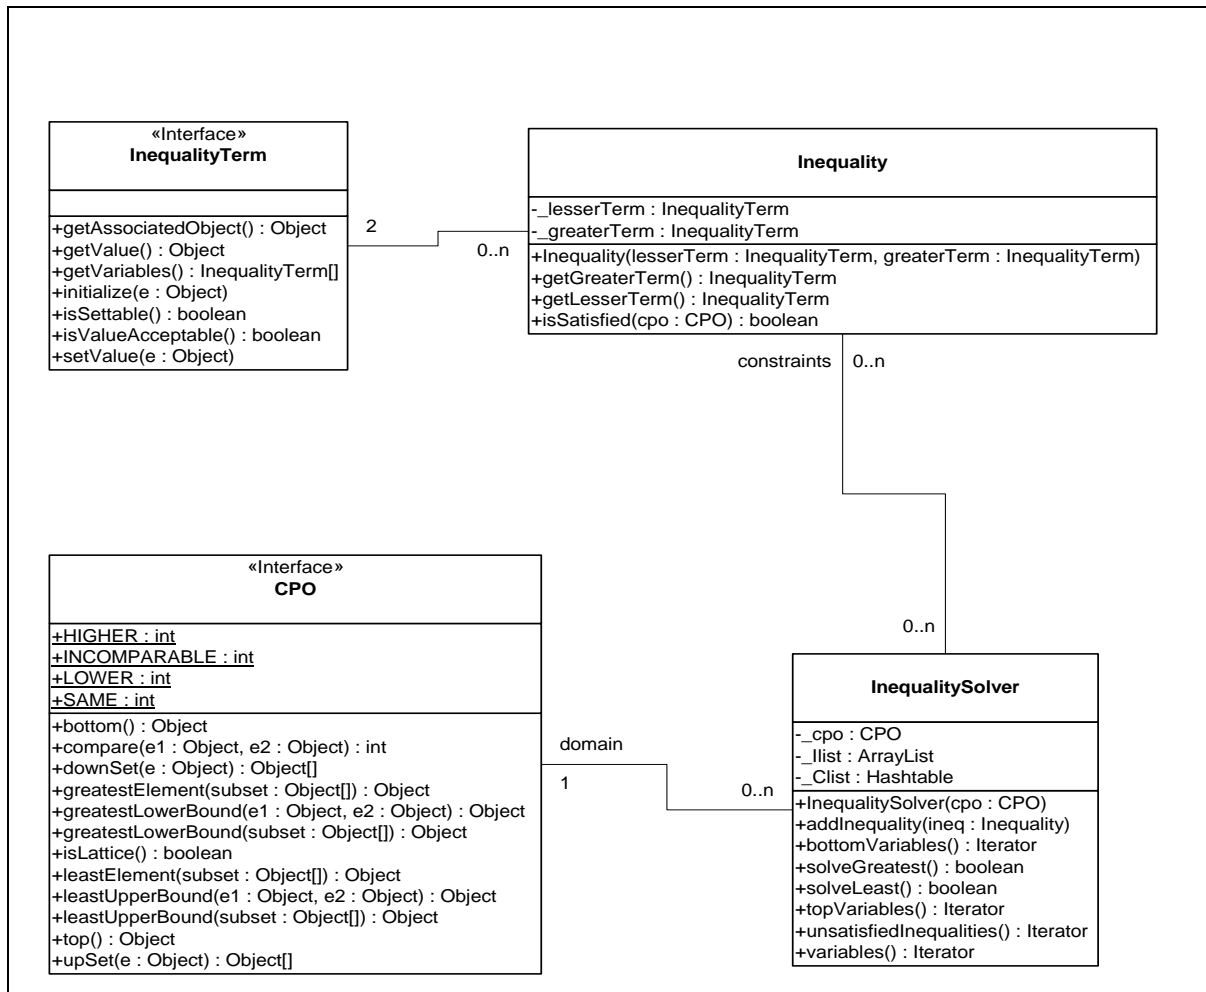 «Interface»
InequalityTerm
+getAssociatedObject() : Object
+getValue() : Object
+getVariables() : InequalityTerm[]
+initialize(e : Object)
+isSettable() : boolean
+isValueAcceptable() : boolean
+setValue(e : Object)
2
0..n
Inequality
-_lesserTerm : InequalityTerm
-_greaterTerm : InequalityTerm
+Inequality(lesserTerm : InequalityTerm, greaterTerm : InequalityTerm)
+getGreaterTerm() : InequalityTerm
+getLesserTerm() : InequalityTerm
+isSatisfied(cpo : CPO) : boolean
constraints
0..n
«Interface»
CPO
+HIGHER : int
+INCOMPARABLE : int
+LOWER : int
+SAME : int
+bottom() : Object
+compare(e1 : Object, e2 : Object) : int
+downSet(e : Object) : Object[]
+greatestElement(subset : Object[]) : Object
+greatestLowerBound(e1 : Object, e2 : Object) : Object
+greatestLowerBound(subset : Object[]) : Object
+isLattice() : boolean
+leastElement(subset : Object[]) : Object
+leastUpperBound(e1 : Object, e2 : Object) : Object
+leastUpperBound(subset : Object[]) : Object
+top() : Object
+upSet(e : Object) : Object[]
domain
1
0..n
0..n
InequalitySolver
-_cpo : CPO
-_Ilist : ArrayList
-_Clist : Hashtable
+InequalitySolver(cpo : CPO)
+addInequality(ineq : Inequality)
+bottomVariables() : Iterator
+solveGreatest() : boolean
+solveLeast() : boolean
+topVariables() : Iterator
+unsatisfiedInequalities() : Iterator
+variables() : Iterator